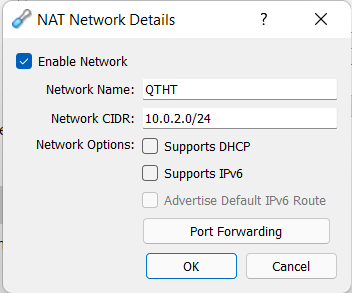 NAT Network Details
?
Enable Network
Network Name: QTHT
Network CIDR: 10.0.2.0/24
Network Options: Supports DHCP
Supports IPv6
Advertise Default IPv6 Route
Port Forwarding
OK Cancel